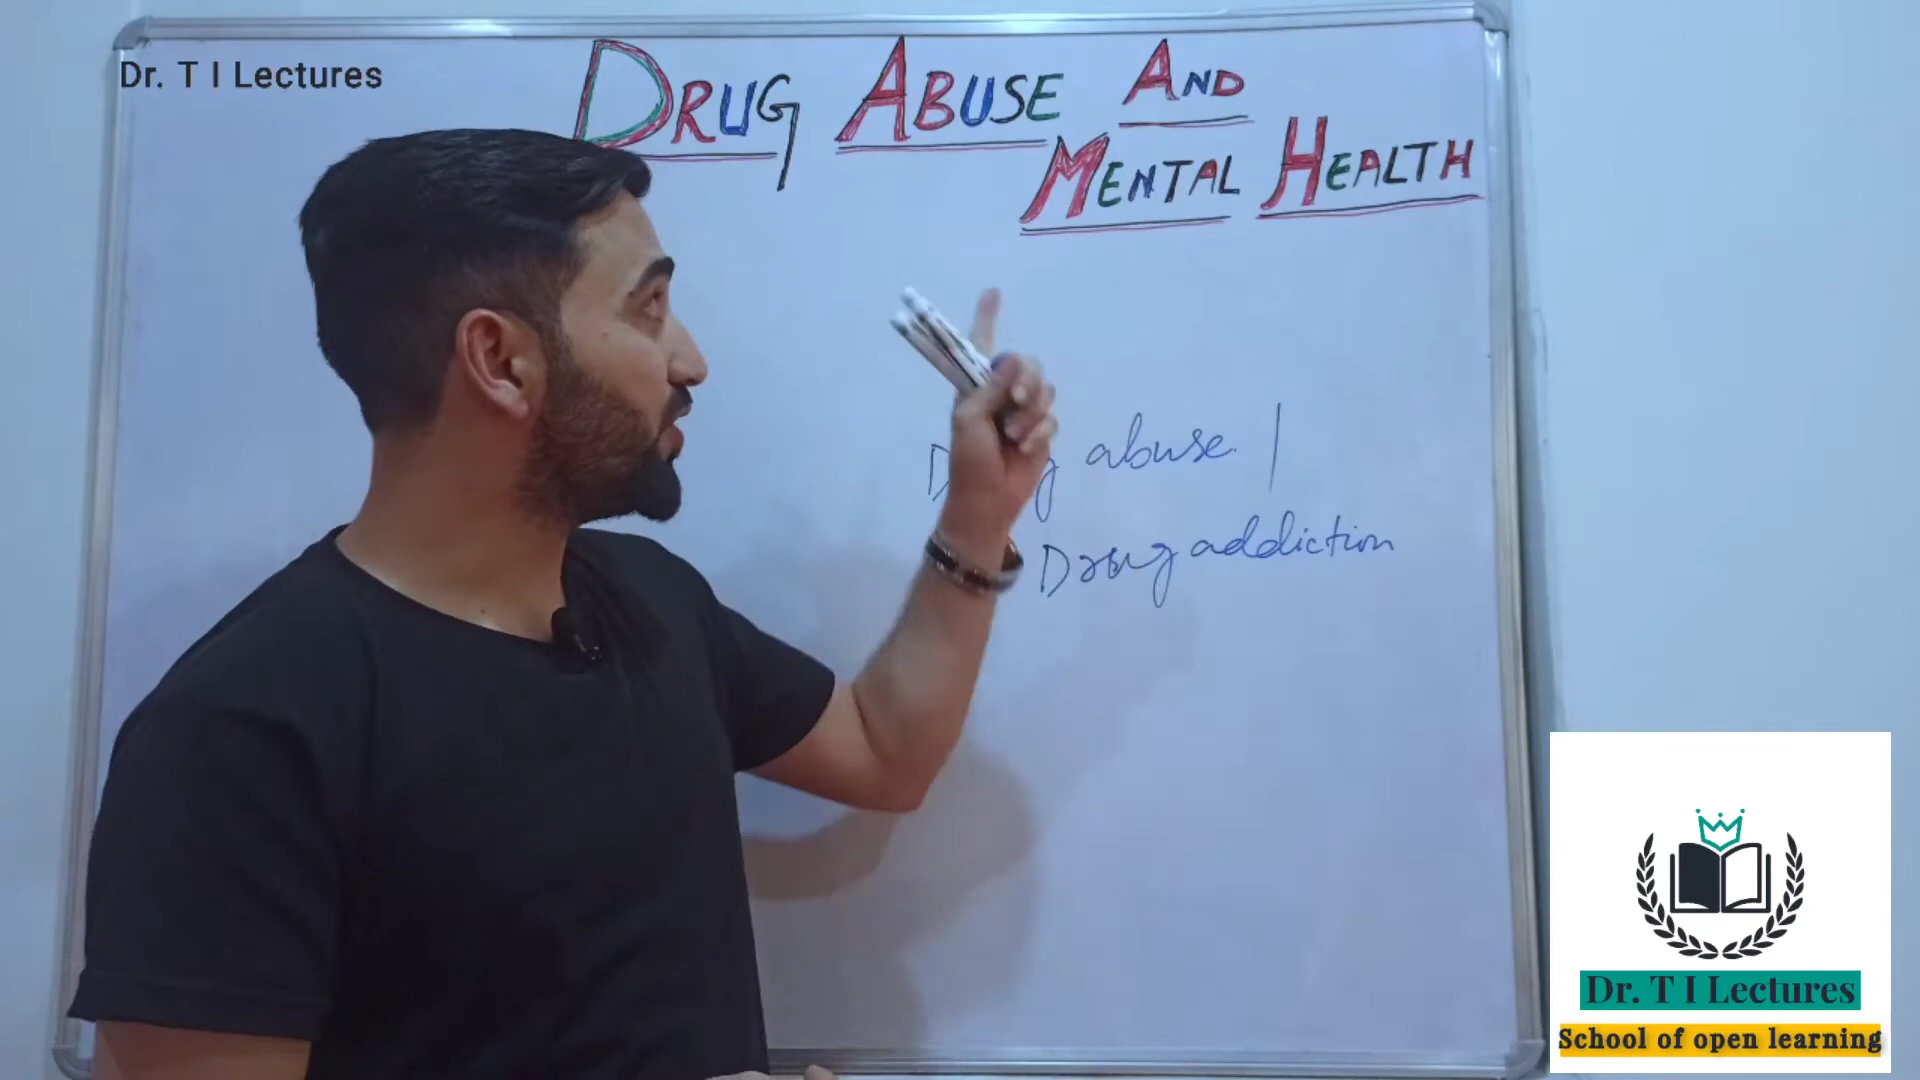 Dr. T I Lectures
DRUG ABUSE AND
MENTAL HEALTH
abuse |
Drug addiction
Dr. T I Lectures
School of open learning